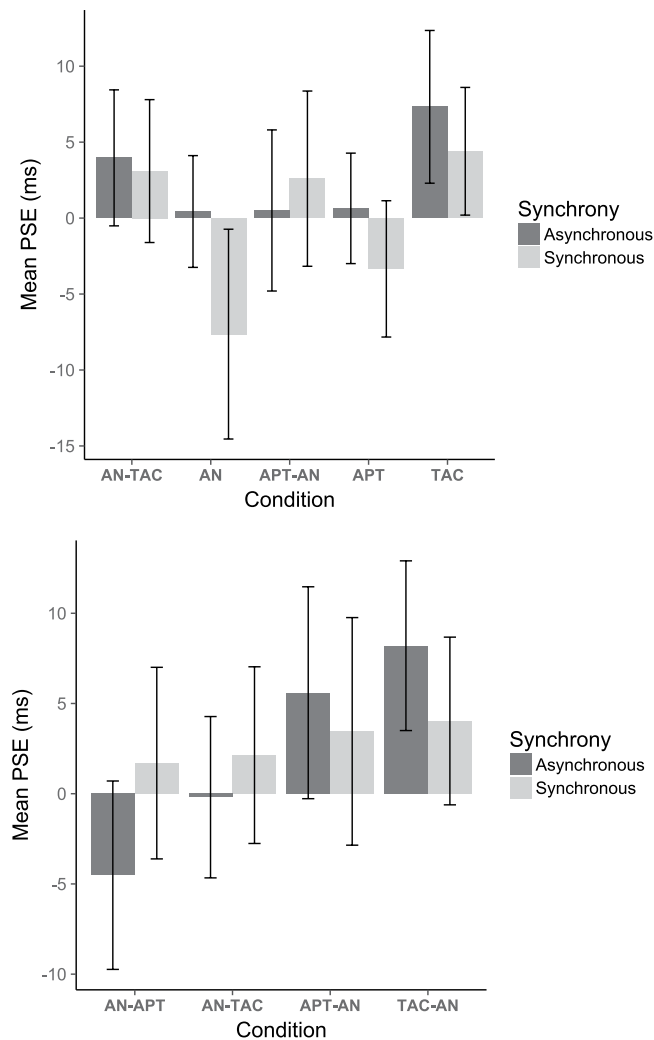 10
5
0
-5
-10
-15
Mean PSE (ms)
AN-TAC AN APT-AN APT TAC
Condition
Synchrony
Asynchronous
Synchronous
10
5
0
-5
-10
Mean PSE (ms)
AN-APT AN-TAC APT-AN TAC-AN
Condition
Synchrony
Asynchronous
Synchronous